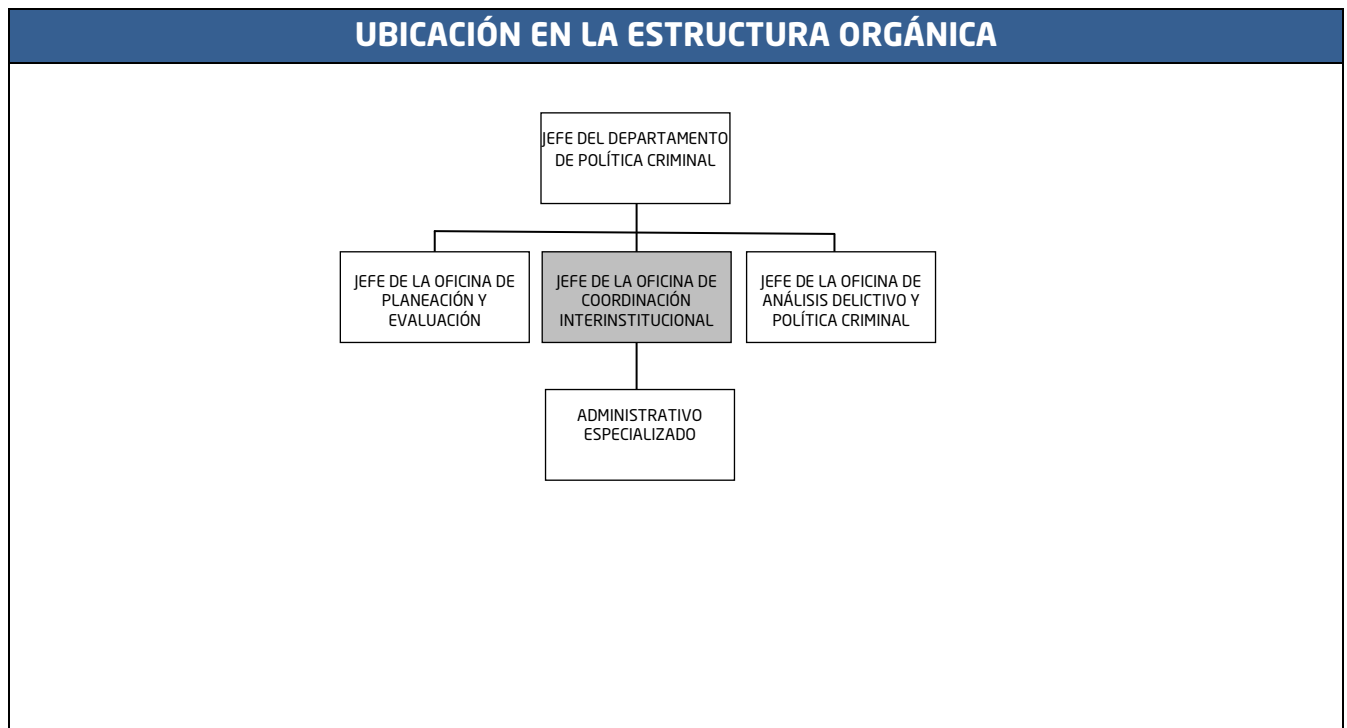 UBICACIÓN EN LA ESTRUCTURA ORGÁNICA
JEFE DEL DEPARTAMENTO
DE POLÍTICA CRIMINAL
JEFE DE LA OFICINA DE
PLANEACIÓN Y
EVALUACIÓN
JEFE DE LA OFICINA DE
COORDINACIÓN
INTERINSTITUCIONAL
JEFE DE LA OFICINA DE
ANÁLISIS DELICTIVO Y
POLÍTICA CRIMINAL
ADMINISTRATIVO
ESPECIALIZADO